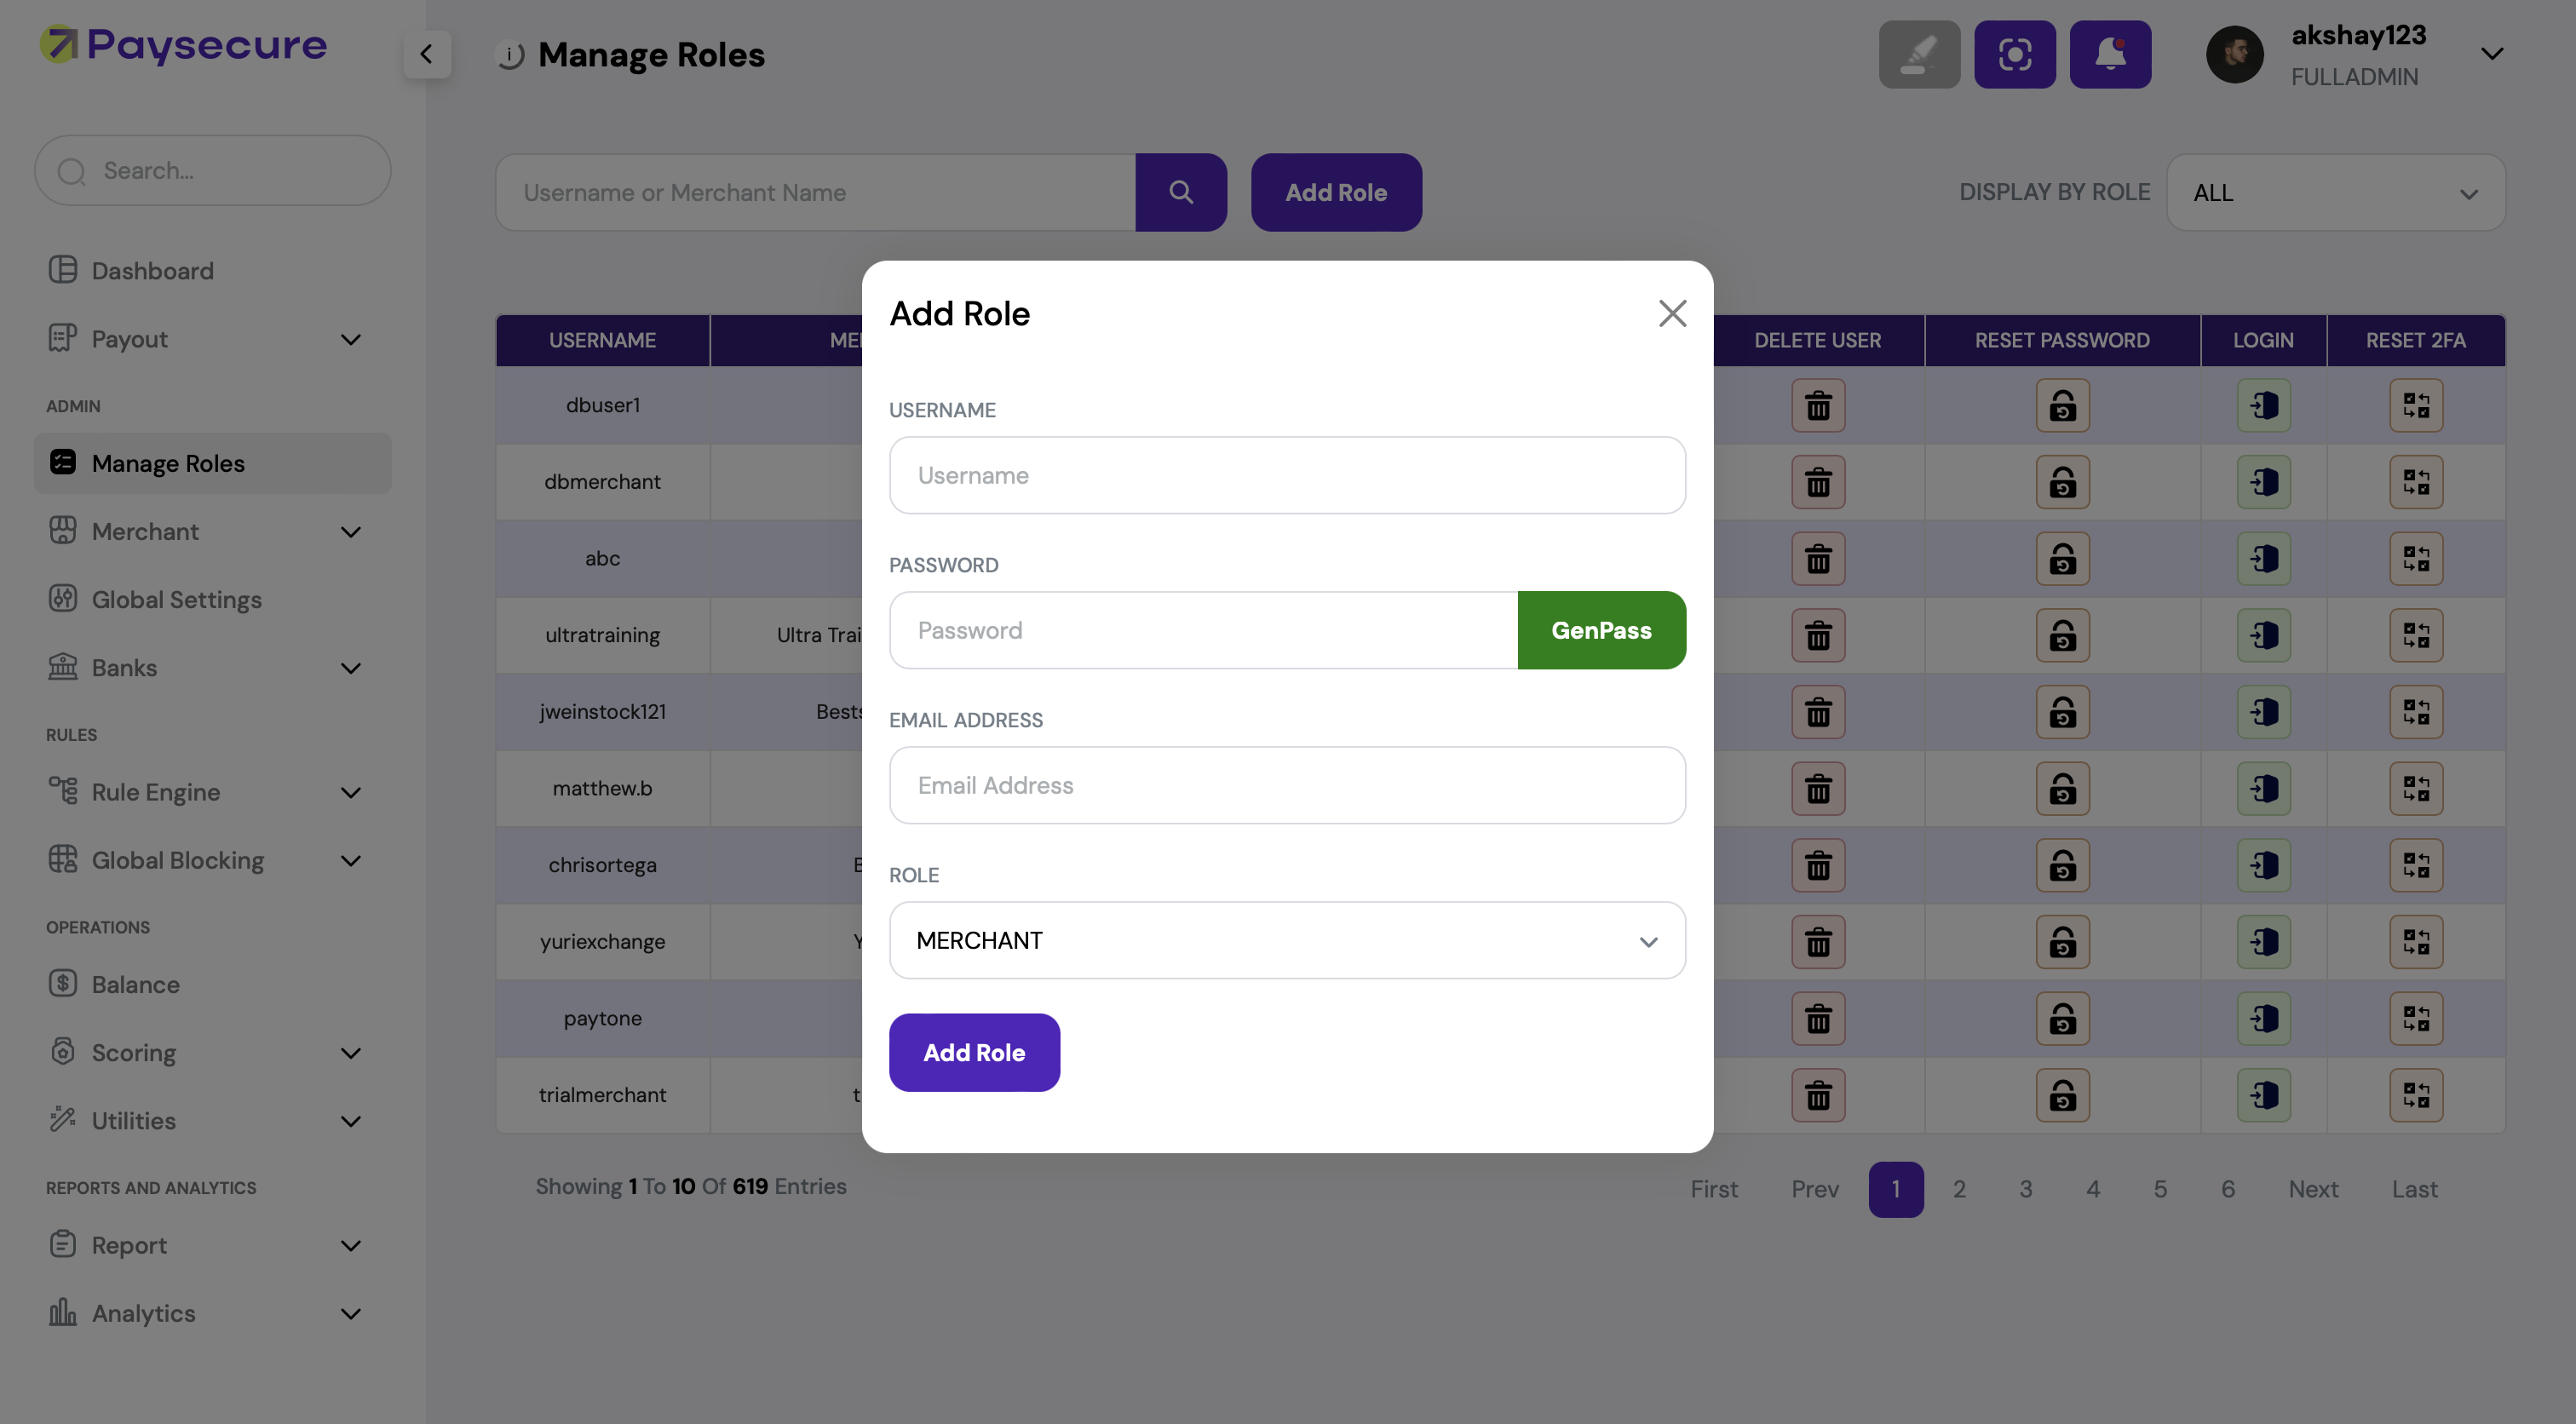 Paysecure
Search...
Dashboard
Payout
ADMIN
Manage Roles
Merchant
Global Settings
Banks
RULES
Rule Engine
Global Blocking
OPERATIONS
Balance
Scoring
Utilities
REPORTS AND ANALYTICS
Report
Analytics
Manage Roles
akshay123
FULLADMIN
Username or Merchant Name
Add Role
DISPLAY BY ROLE ALL
USERNAME DELETE USER RESET PASSWORD LOGIN RESET 2FA
dbuser1
dbmerchant
abc
ultratraining Ultra Trai
jweinstock121 Bests
matthew.b
chrisortega
yuriexchange
paytone
trialmerchant
Add Role
USERNAME
Username
PASSWORD
Password GenPass
EMAIL ADDRESS
Email Address
ROLE
MERCHANT
Add Role
Showing 1 To 10 Of 619 Entries
First Prev 1 2 3 4 5 6 Next Last